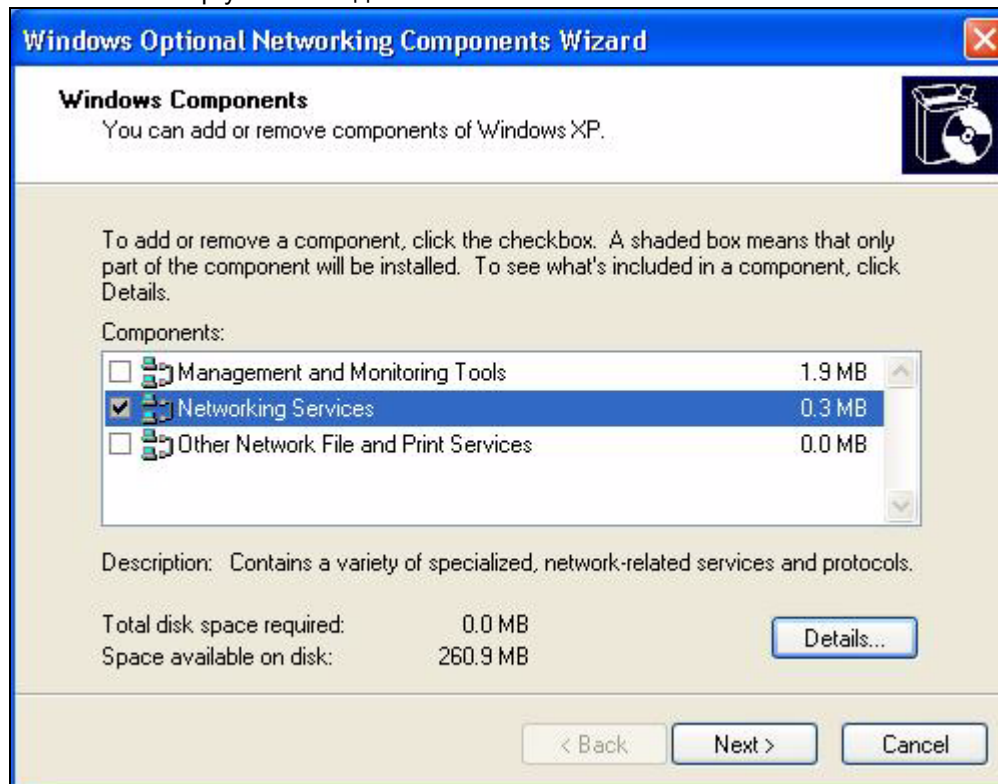 Windows Optional Networking Components Wizard
Windows Components
You can add or remove components of Windows XP.
To add or remove a component, click the checkbox. A shaded box means that only
part of the component will be installed. To see what's included in a component, click
Details.
Components:
Management and Monitoring Tools 1.9 MB
Networking Services 0.3 MB
Other Network File and Print Services 0.0 MB
Description: Contains a variety of specialized, network-related services and protocols.
Total disk space required: 0.0 MB
Space available on disk: 260.9 MB
Details...
< Back Next > Cancel